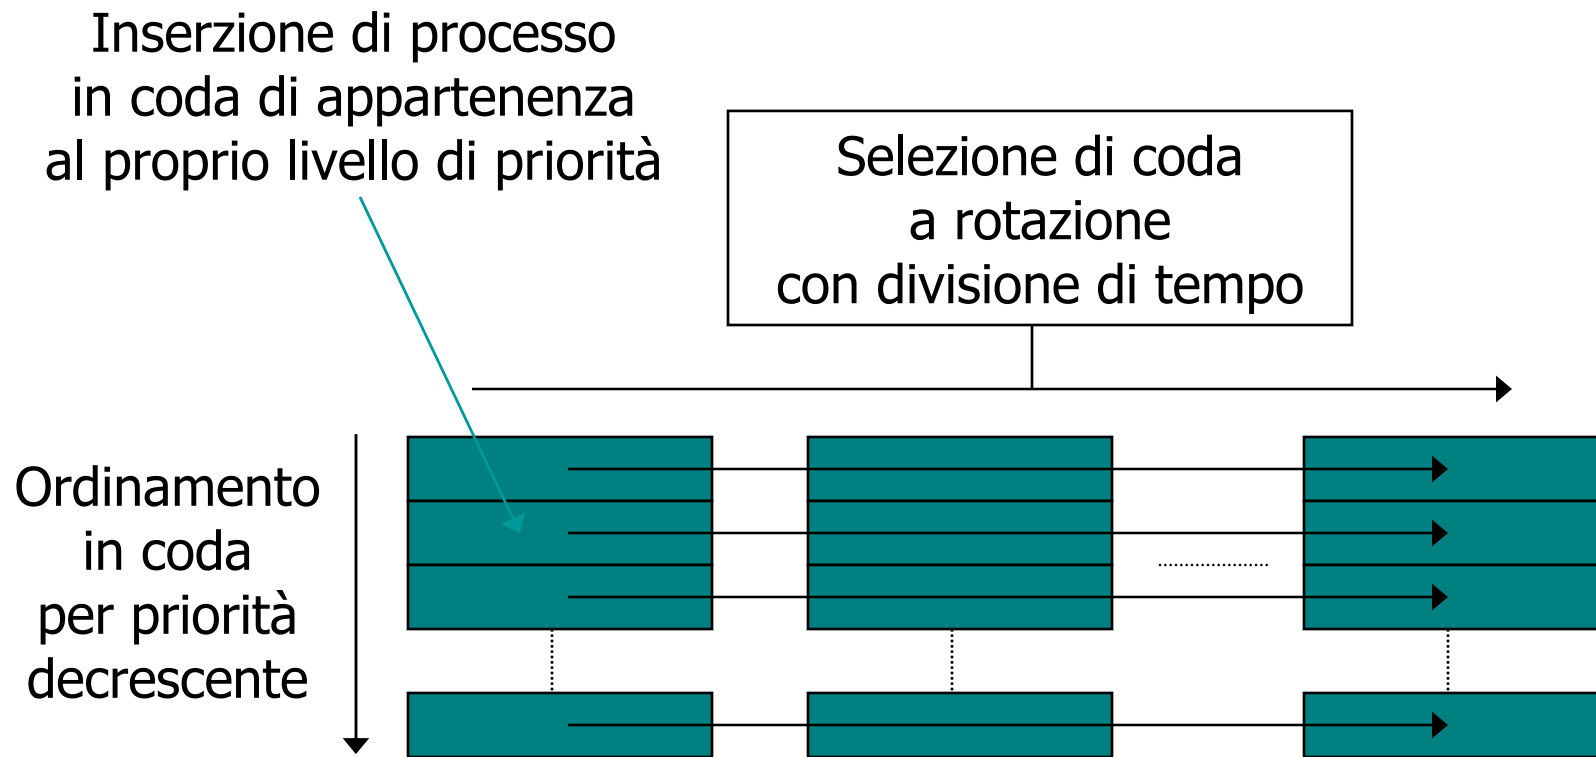 Inserzione di processo
in coda di appartenenza
al proprio livello di priorità
Selezione di coda
a rotazione
con divisione di tempo
Ordinamento
in coda
per priorità
decrescente